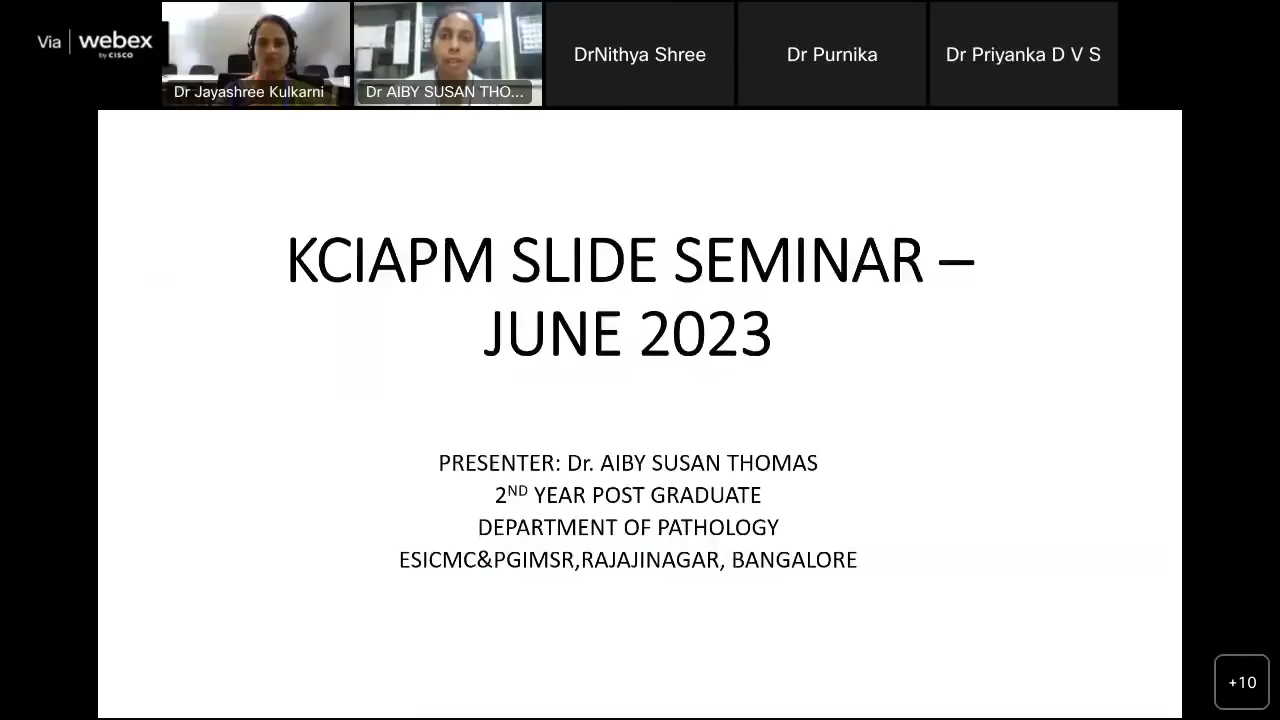 Via webex
by CISCO
Dr Jayashree Kulkarni
Dr AIBY SUSAN THO...
DrNithya Shree
Dr Purnika
Dr Priyanka D V S
KCIAPM SLIDE SEMINAR –
JUNE 2023
PRESENTER: Dr. AIBY SUSAN THOMAS
2ND YEAR POST GRADUATE
DEPARTMENT OF PATHOLOGY
ESICMC&PGIMSR,RAJAJINAGAR, BANGALORE
+10